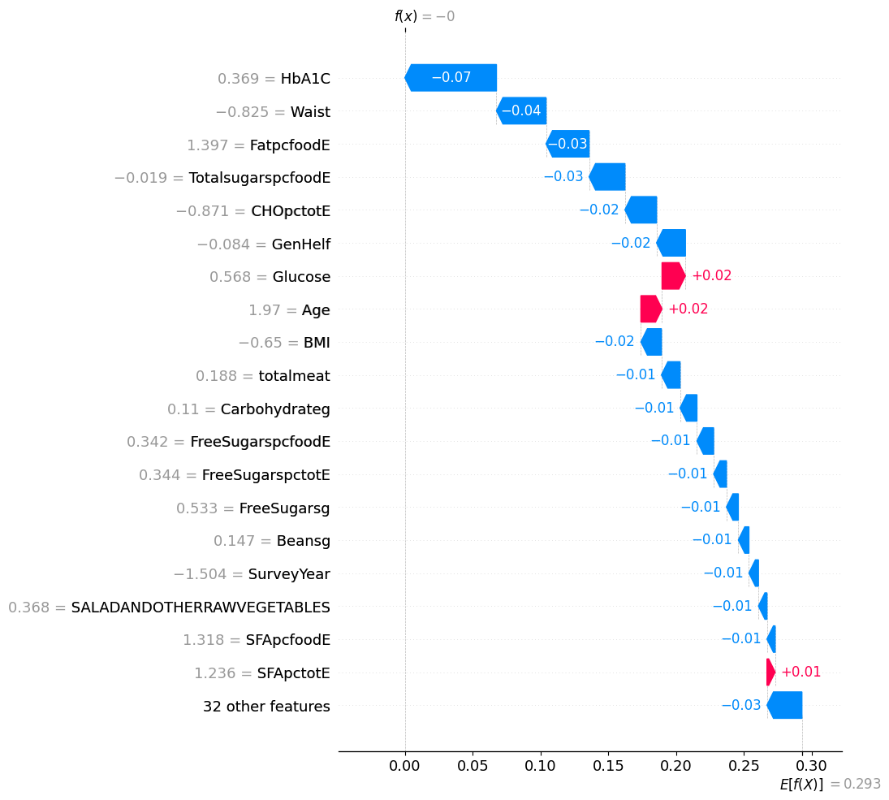 f(x) = −0
0.369 = HbA1C −0.07
−0.825 = Waist −0.04
1.397 = FatpcfoodE −0.03
−0.019 = TotalsugarspcfoodE −0.03
−0.871 = CHOpctotE −0.02
−0.084 = GenHelf −0.02
0.568 = Glucose +0.02
1.97 = Age +0.02
−0.65 = BMI −0.02
0.188 = totalmeat −0.01
0.11 = Carbohydrateg −0.01
0.342 = FreeSugarspcfoodE −0.01
0.344 = FreeSugarspctotE −0.01
0.533 = FreeSugarsg −0.01
0.147 = Beansg −0.01
−1.504 = SurveyYear −0.01
0.368 = SALADANDOTHERRAWVEGETABLES −0.01
1.318 = SFApcfoodE −0.01
1.236 = SFApctotE +0.01
32 other features −0.03
0.00 0.05 0.10 0.15 0.20 0.25 0.30
E[f(X)] = 0.293